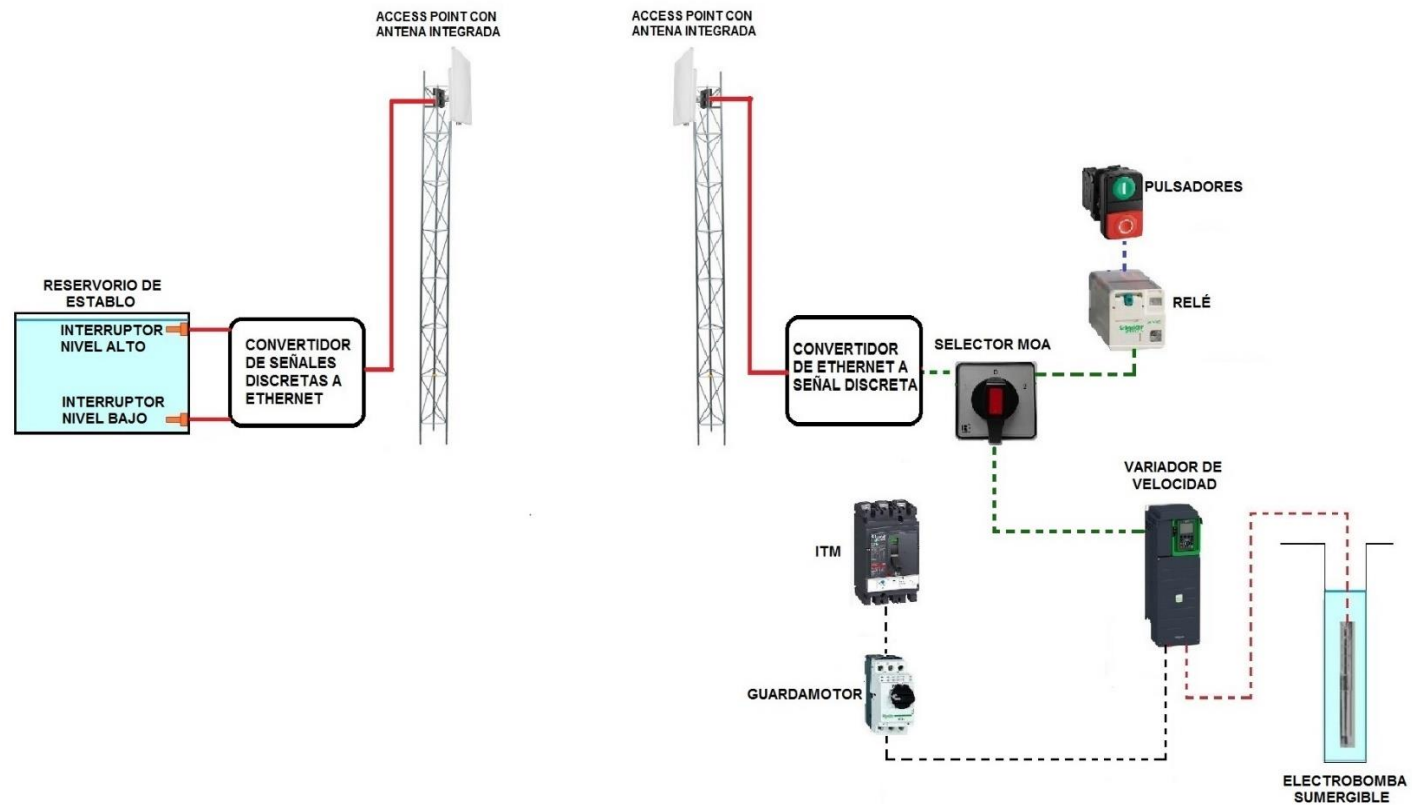 ACCESS POINT CON
ANTENA INTEGRADA
ACCESS POINT CON
ANTENA INTEGRADA
PULSADORES
RELÉ
RESERVORIO DE
ESTABLO
INTERRUPTOR
NIVEL ALTO
INTERRUPTOR
NIVEL BAJO
CONVERTIDOR
DE SEÑALES
DISCRETAS A
ETHERNET
CONVERTIDOR
DE ETHERNET A
SEÑAL DISCRETA
SELECTOR MOA
VARIADOR DE
VELOCIDAD
ITM
GUARDAMOTOR
ELECTROBOMBA
SUMERGIBLE